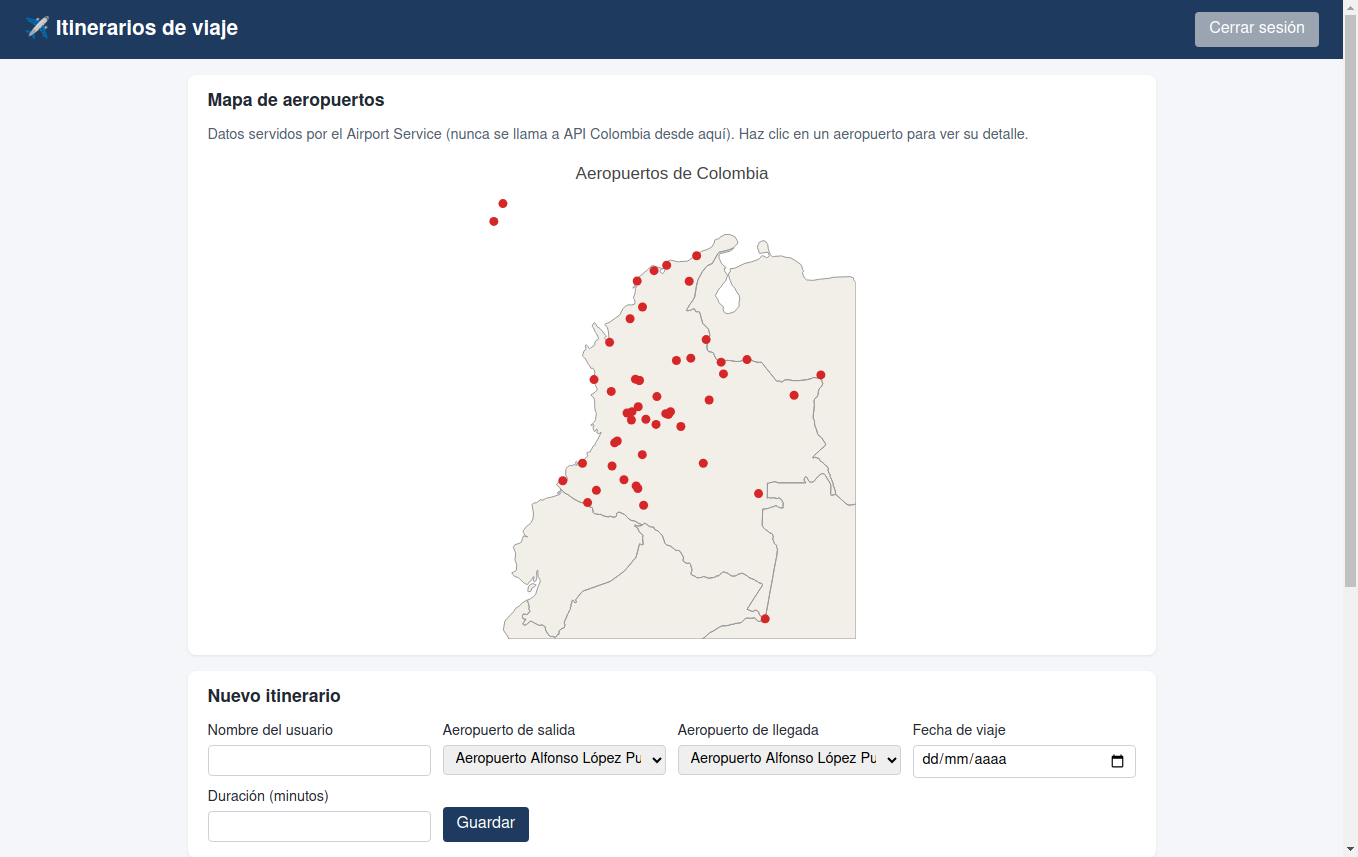 Itinerarios de viaje
Cerrar sesión
Mapa de aeropuertos
Datos servidos por el Airport Service (nunca se llama a API Colombia desde aquí). Haz clic en un aeropuerto para ver su detalle.
Aeropuertos de Colombia
Nuevo itinerario
Nombre del usuario
Aeropuerto de salida
Aeropuerto de llegada
Fecha de viaje
Aeropuerto Alfonso López Pu
Aeropuerto Alfonso López Pu
dd/mm/aaaa
Duración (minutos)
Guardar